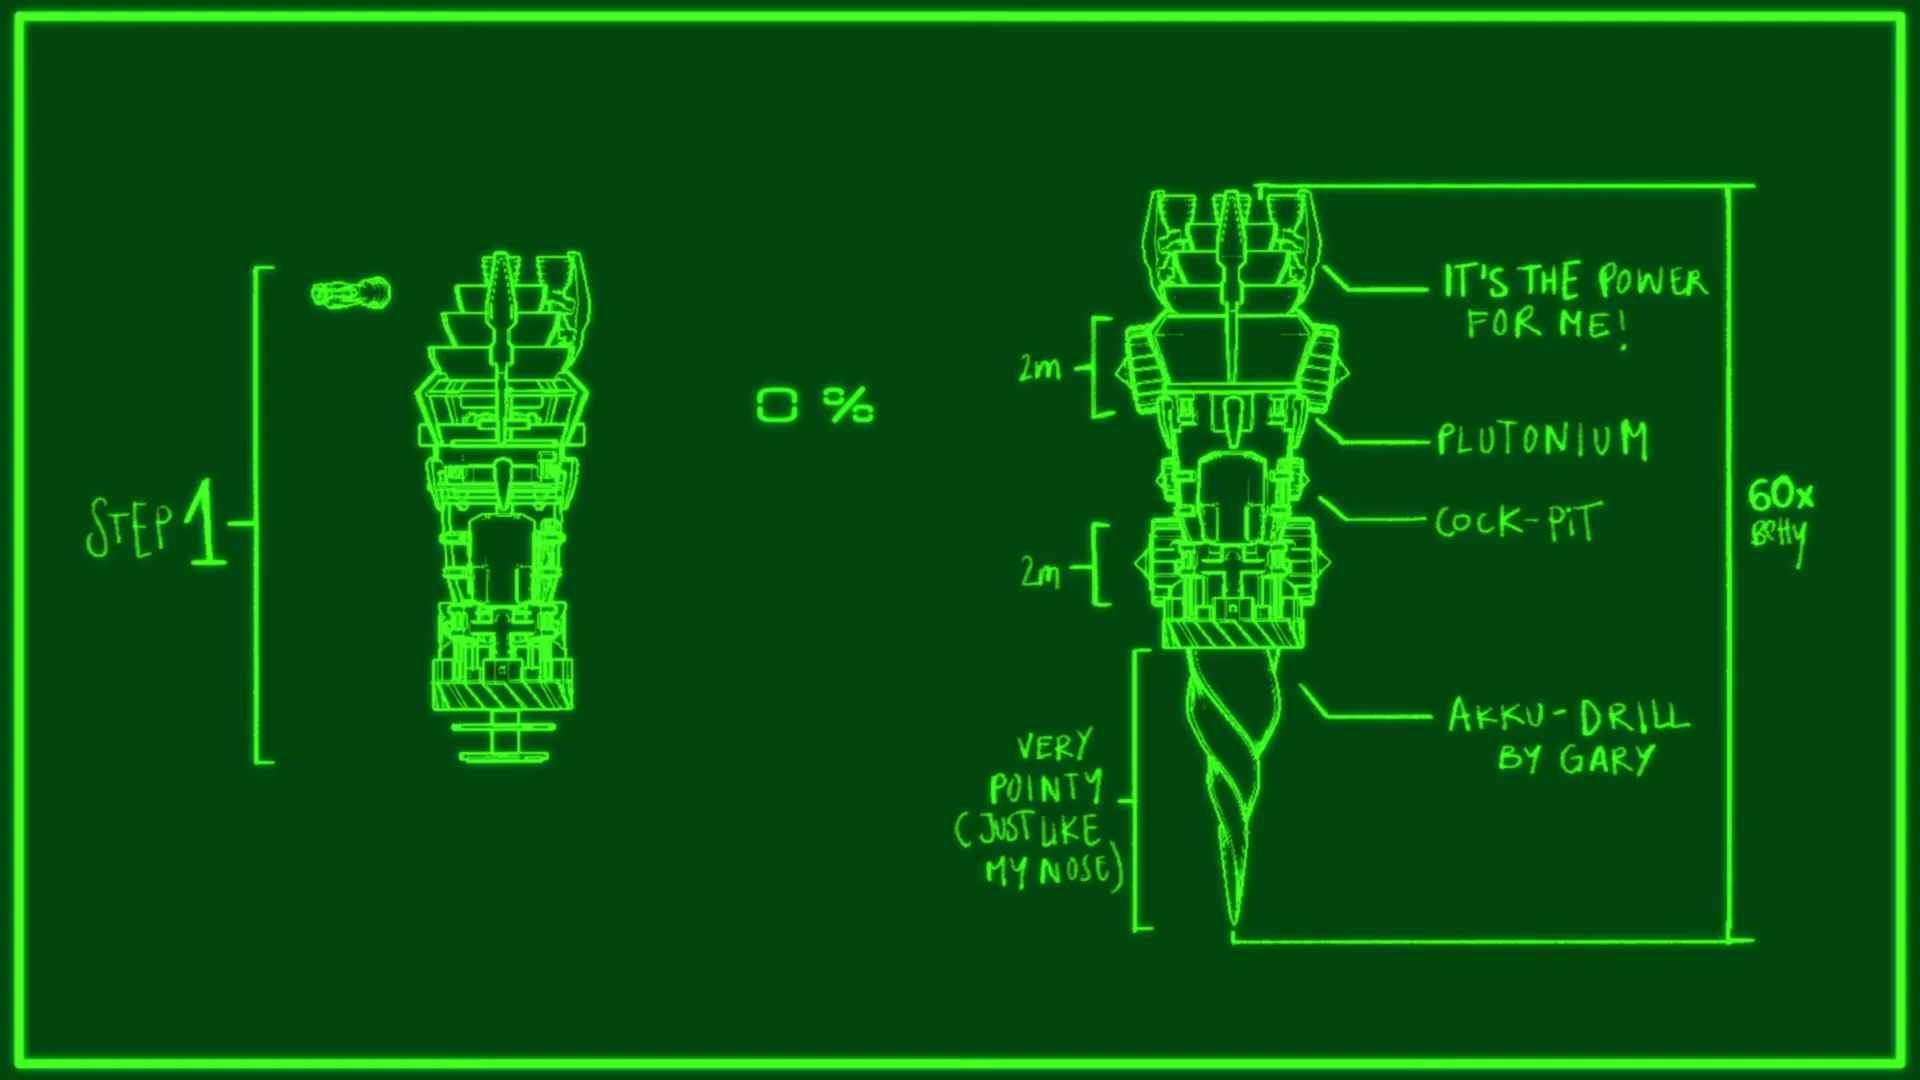 STEP 1
0 %
2m
2m
VERY
POINTY
(JUST LIKE
MY NOSE)
IT'S THE POWER
FOR ME!
PLUTONIUM
COCK-PiT
AKKU-DRILL
BY GARY
60x
Betty